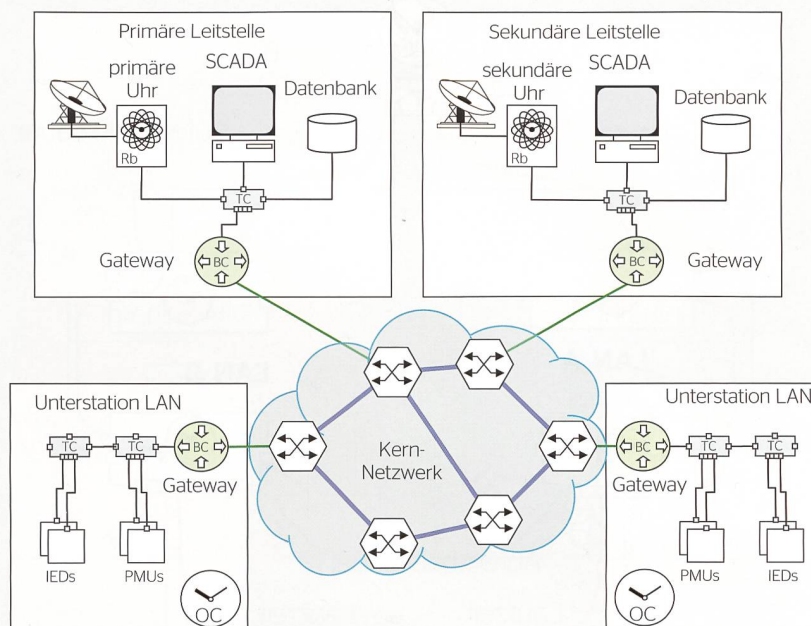 Primäre Leitstelle
SCADA
primäre
Uhr
Datenbank
Rb
TC
Gateway
BC
Sekundäre Leitstelle
SCADA
sekundäre
Uhr
Datenbank
Rb
TC
BC
Gateway
Unterstation LAN
TC
TC
BC
Gateway
IEDs
PMUs
OC
Kern-
Netzwerk
Unterstation LAN
BC
TC
TC
Gateway
PMUs
IEDs
OC